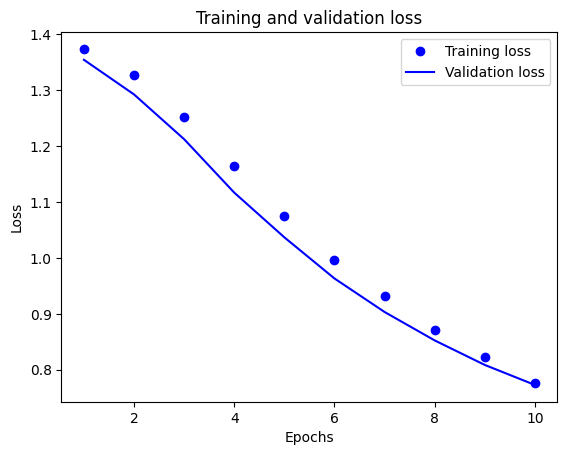 Training and validation loss
1.4
1.3
1.2
1.1
1.0
0.9
0.8
Loss
Training loss
Validation loss
2
4
6
8
10
Epochs